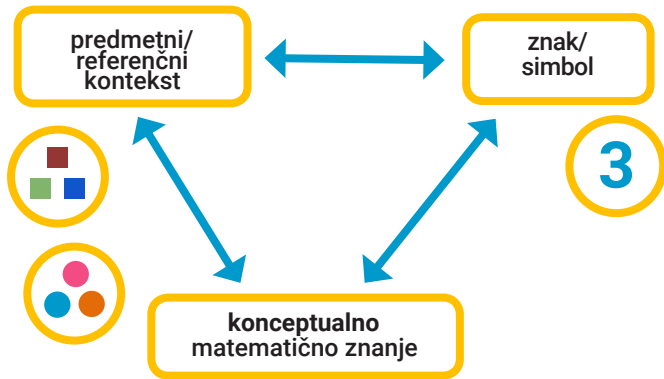 predmetni/
referenčni
kontekst
znak/
simbol
3
konceptualno
matematično znanje